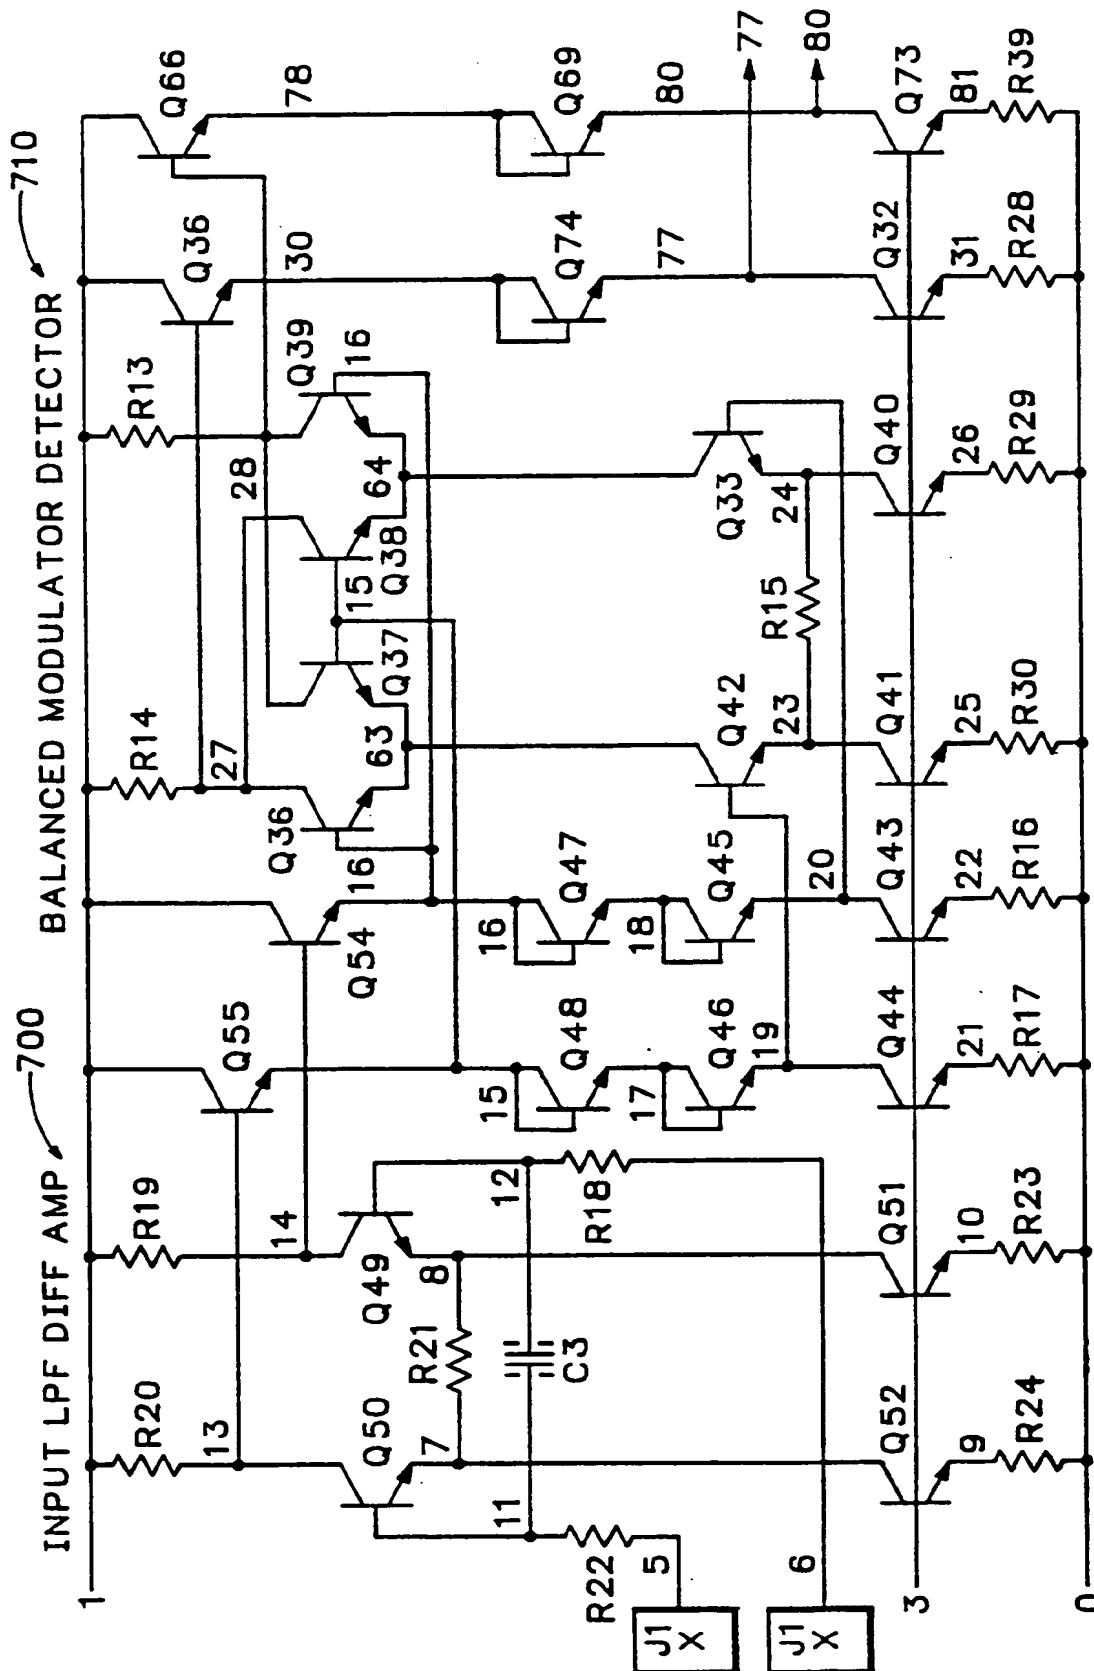 INPUT LPF DIFF AMP 700
BALANCED MODULATOR DETECTOR 710
1
R20
R19
R14
R13
13
14
Q55
Q54
16
27
28
Q36
30
Q66
78
Q50
7
Q49
8
R21
11
12
C3
R22
R18
5
6
J1
X
J1
X
15
Q48
17
Q46
19
16
Q47
18
Q45
20
Q36
63
Q37
15
Q38
64
Q39
16
Q42
23
R15
Q33
24
Q74
77
Q69
80
77
80
3
Q52
Q51
Q44
Q43
Q41
Q40
Q32
Q73
9
10
21
22
25
26
31
81
R24
R23
R17
R16
R30
R29
R28
R39
0